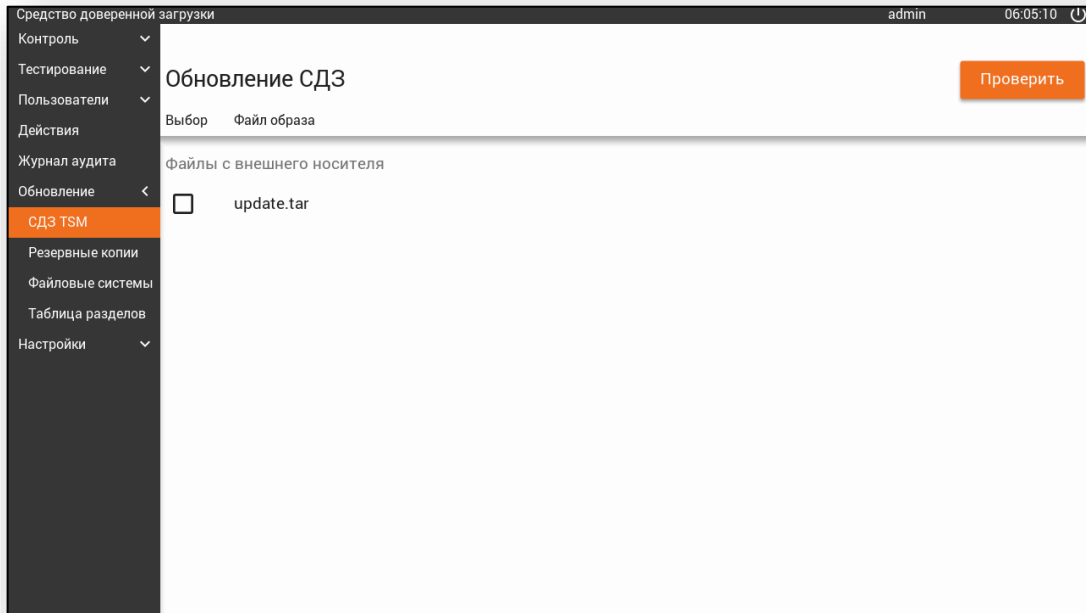 Средство доверенной загрузки admin 06:05:10
Контроль
Тестирование
Пользователи
Действия
Журнал аудита
Обновление
СДЗ TSM
Резервные копии
Файловые системы
Таблица разделов
Настройки
Обновление СДЗ
Проверить
Выбор Файл образа
Файлы с внешнего носителя
update.tar